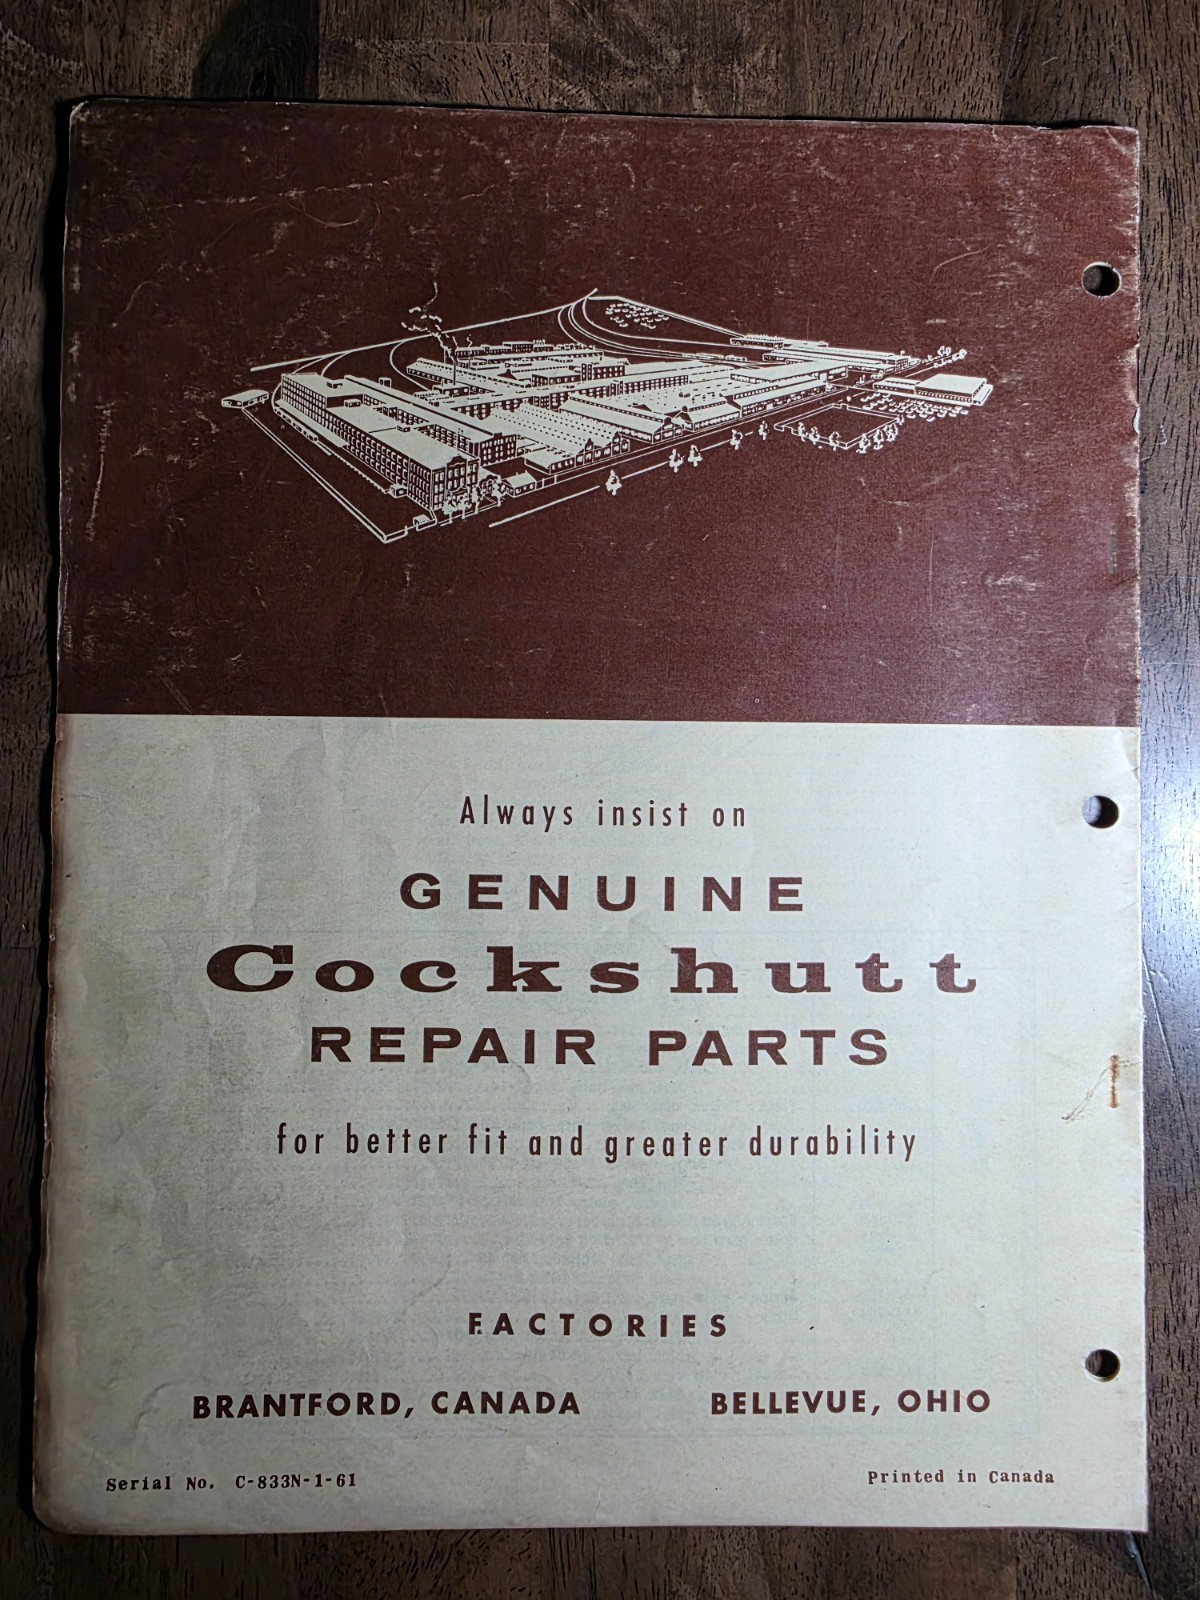 Always insist on
GENUINE
Cockshutt
REPAIR PARTS
for better fit and greater durability
FACTORIES
BRANTFORD, CANADA BELLEVUE, OHIO
Serial No. C-833N-1-61 Printed in Canada